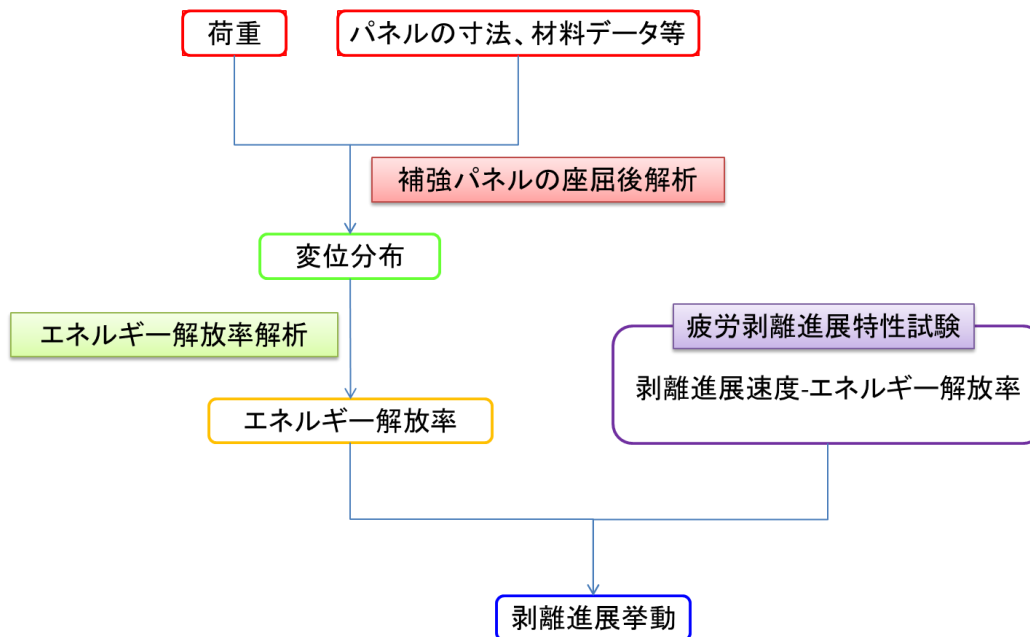 荷重
パネルの寸法、材料データ等
補強パネルの座屈後解析
変位分布
エネルギー解放率解析
疲労剥離進展特性試験
剥離進展速度-エネルギー解放率
エネルギー解放率
剥離進展挙動